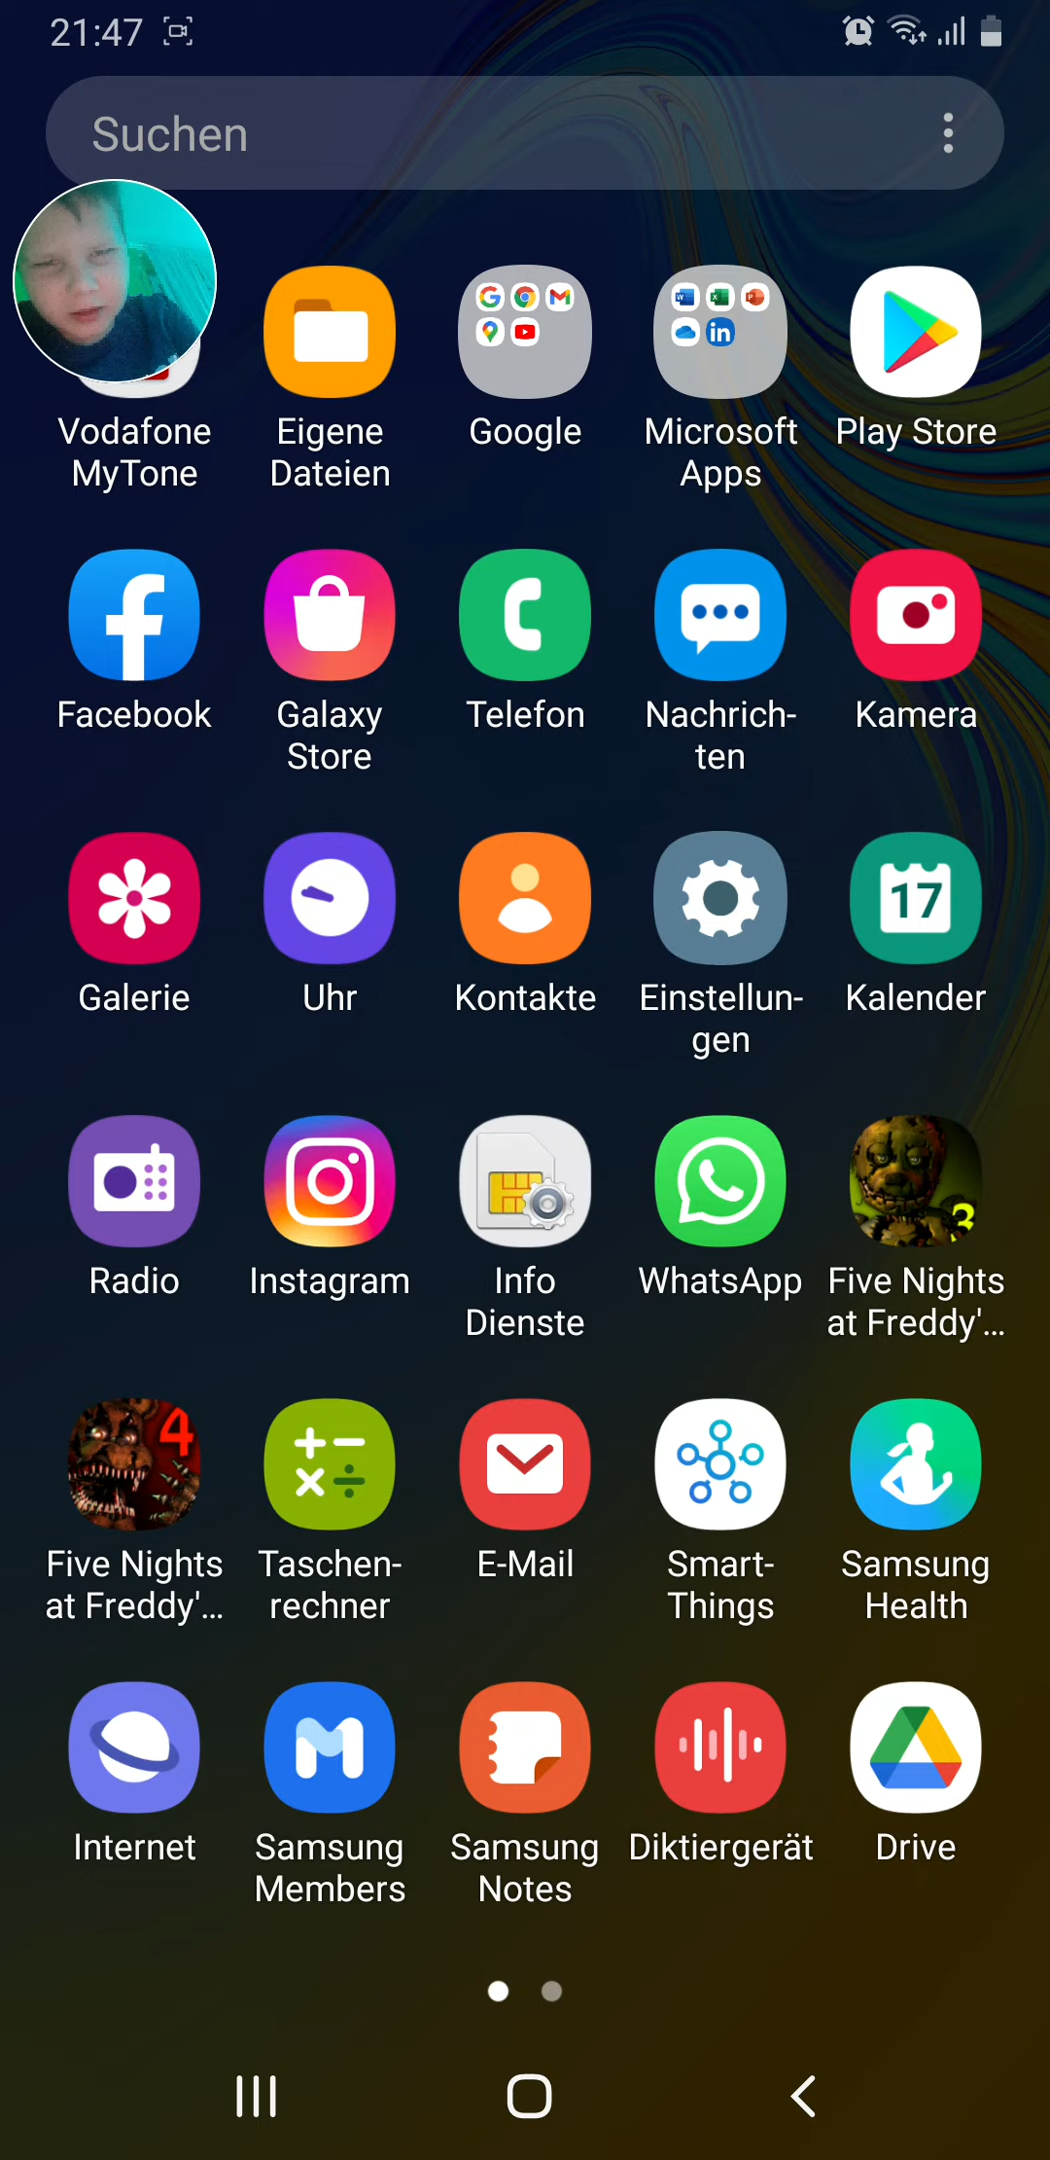 21:47
Suchen
Vodafone
MyTone
Eigene
Dateien
Google
Microsoft
Apps
Play Store
Facebook
Galaxy
Store
Telefon
Nachrich-
ten
Kamera
Galerie
Uhr
Kontakte
Einstellun-
gen
17
Kalender
Radio
Instagram
Info
Dienste
WhatsApp
3
Five Nights
at Freddy'...
4
Five Nights
at Freddy'...
Taschen-
rechner
E-Mail
Smart-
Things
Samsung
Health
Internet
Samsung
Members
Samsung
Notes
Diktiergerät
Drive